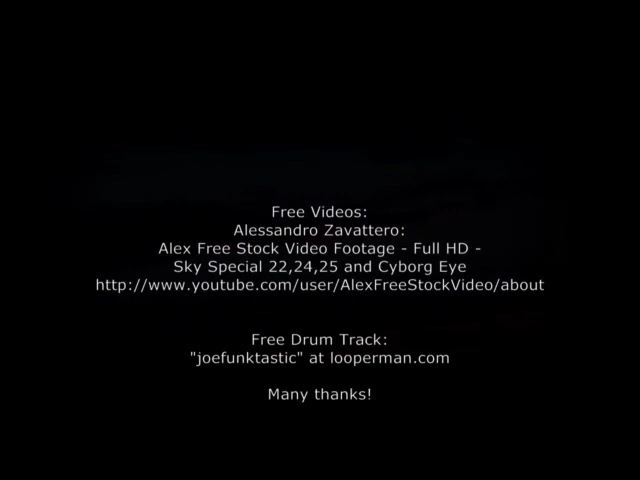 Free Videos:
Alessandro Zavattero:
Alex Free Stock Video Footage - Full HD -
Sky Special 22,24,25 and Cyborg Eye
http://www.youtube.com/user/AlexFreeStockVideo/about
Free Drum Track:
"joefunktastic" at looperman.com
Many thanks!